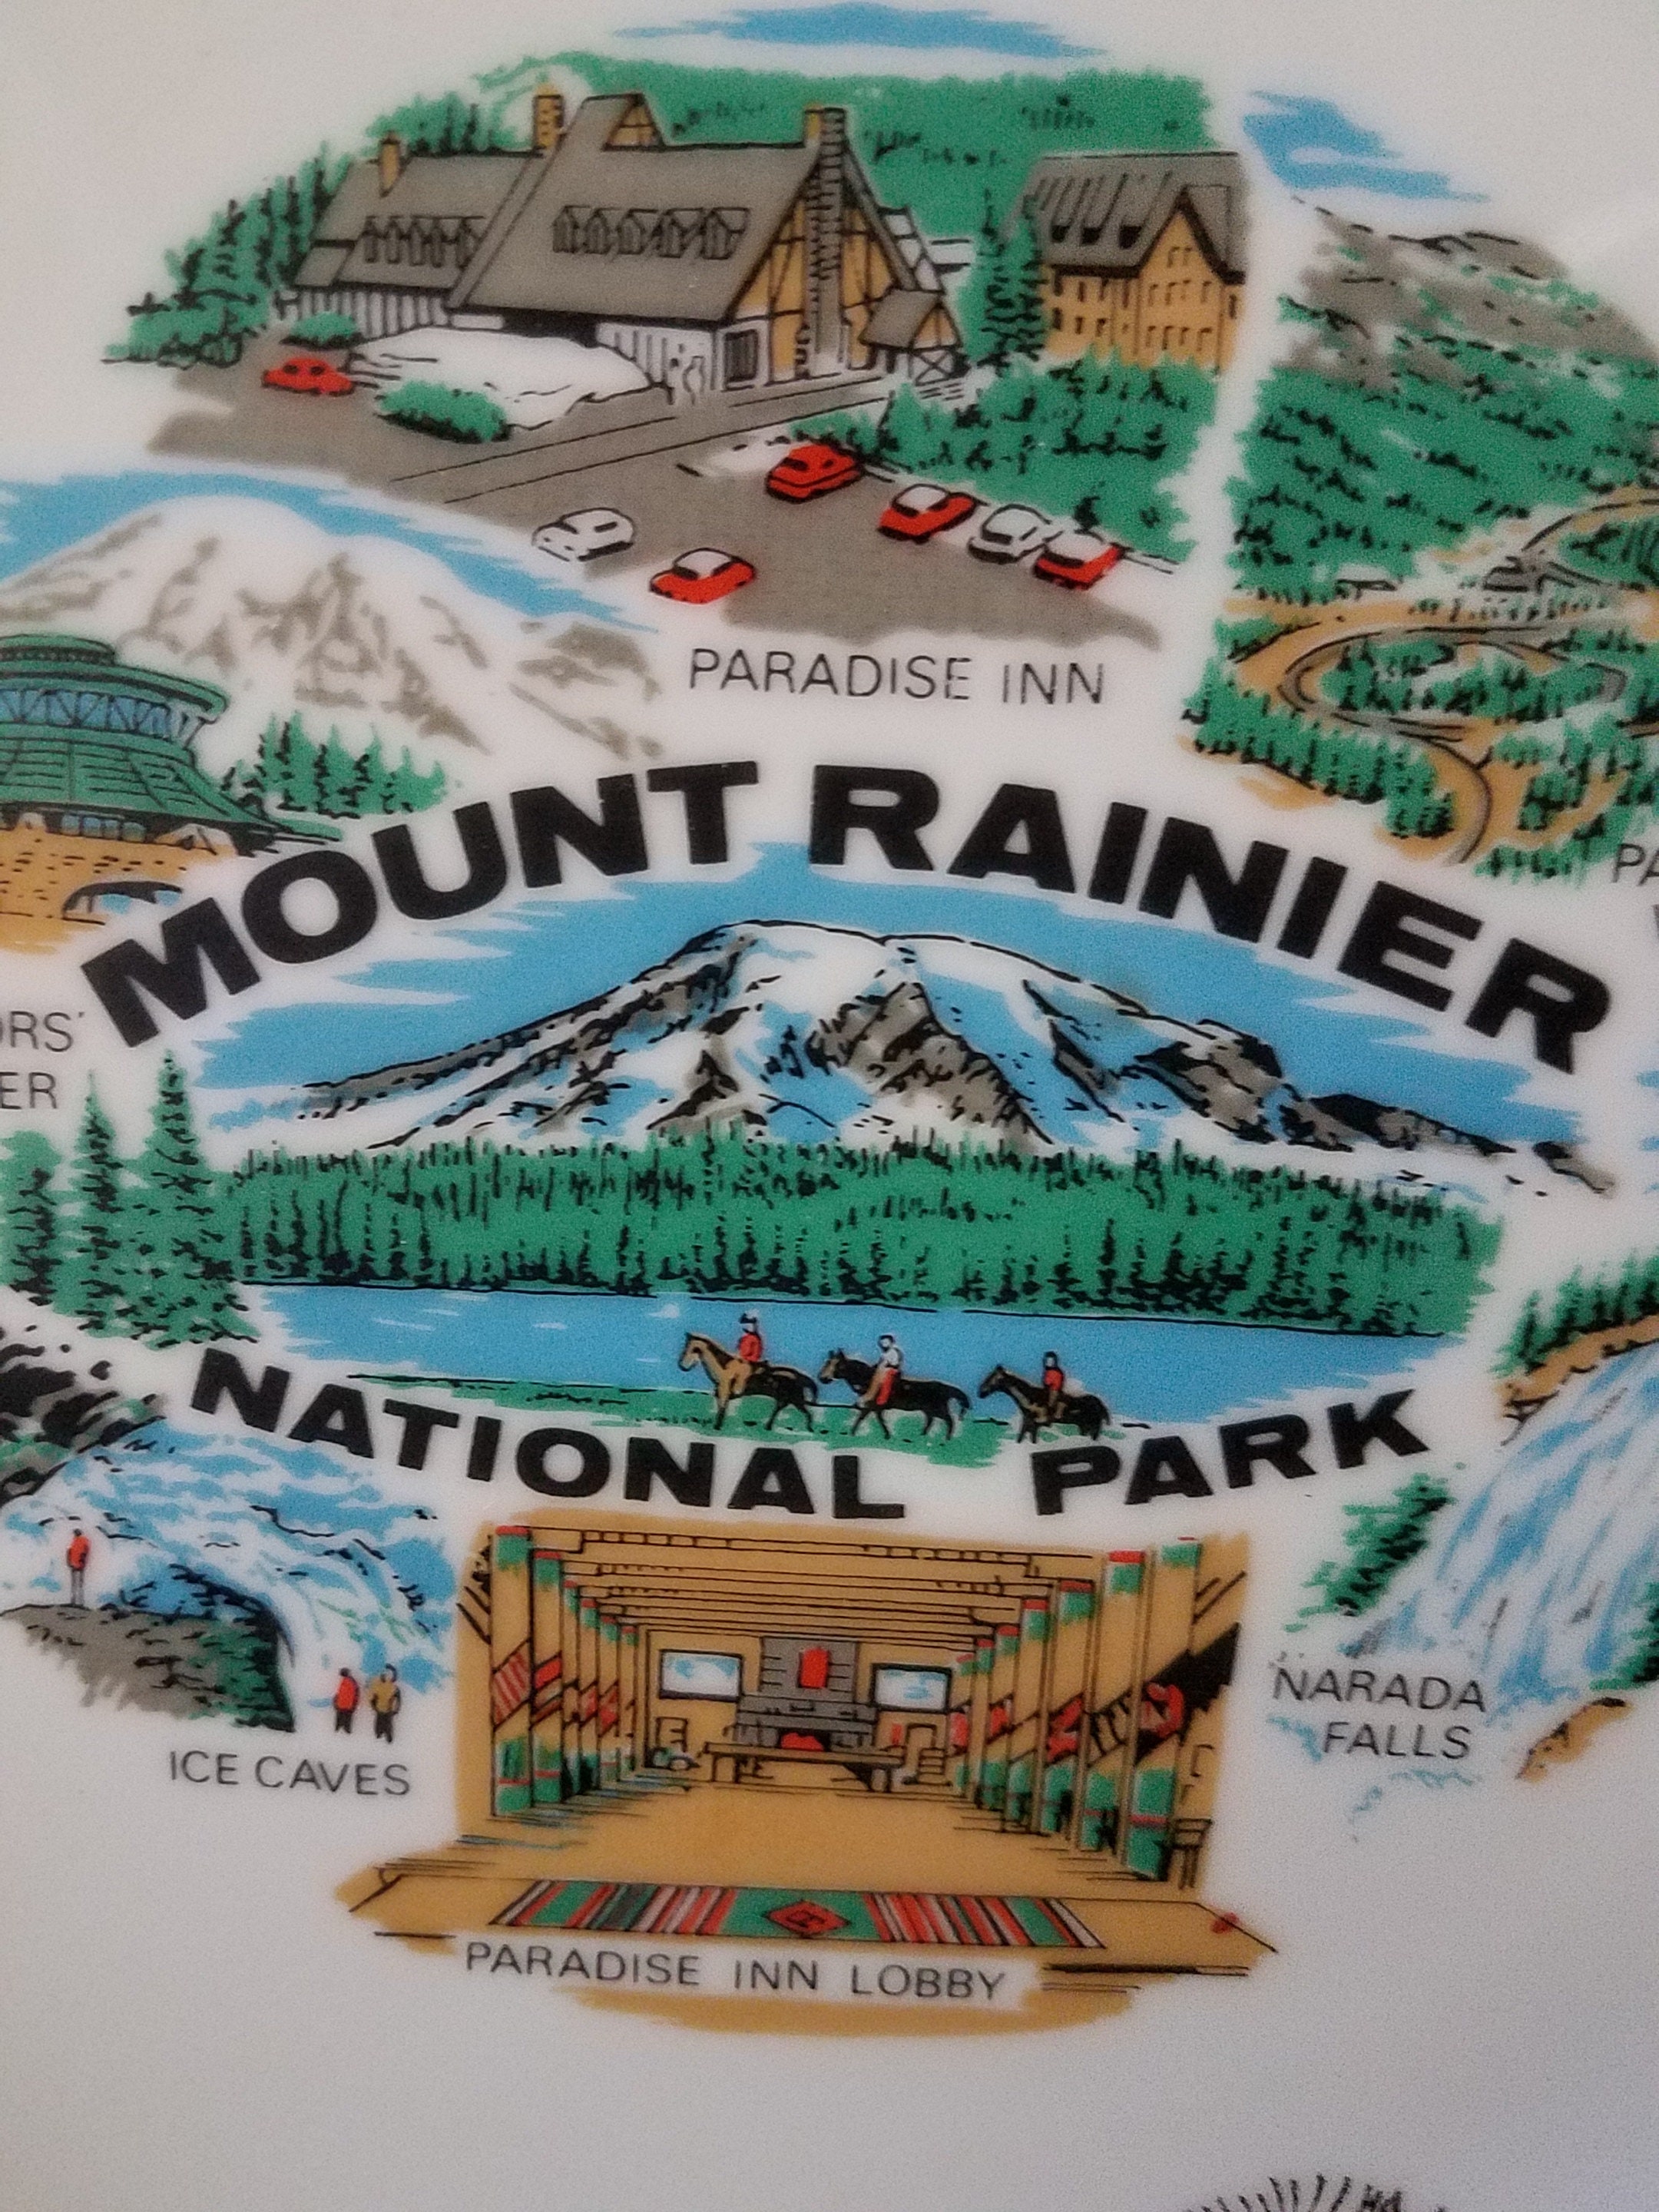 PARADISE INN
MOUNT RAINIER
NATIONAL PARK
ICE CAVES
NARADA
FALLS
PARADISE INN LOBBY